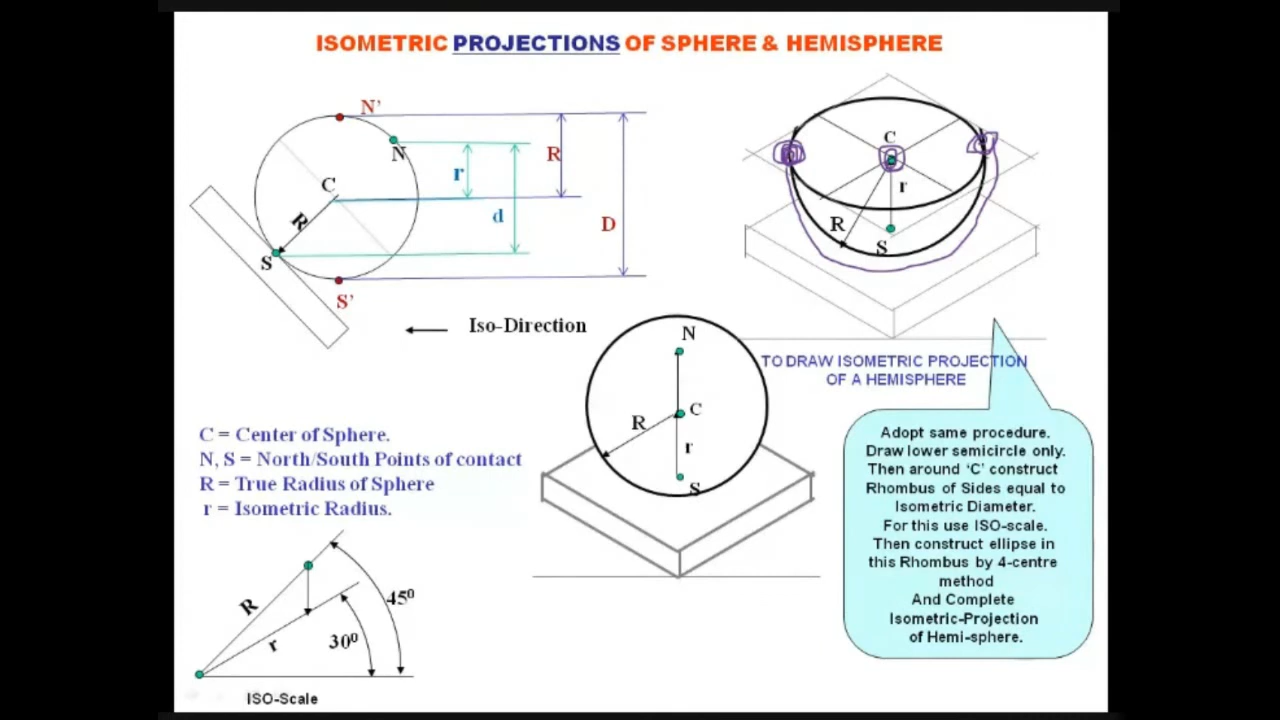 ISOMETRIC PROJECTIONS OF SPHERE & HEMISPHERE
N'
N
C
R
S
S'
r
d
R
D
Iso-Direction
C
r
R
S
TO DRAW ISOMETRIC PROJECTION
OF A HEMISPHERE
N
C
R
r
S
C = Center of Sphere.
N, S = North/South Points of contact
R = True Radius of Sphere
r = Isometric Radius.
R
r
45⁰
30⁰
ISO-Scale
Adopt same procedure.
Draw lower semicircle only.
Then around ‘C’ construct
Rhombus of Sides equal to
Isometric Diameter.
For this use ISO-scale.
Then construct ellipse in
this Rhombus by 4-centre
method
And Complete
Isometric-Projection
of Hemi-sphere.